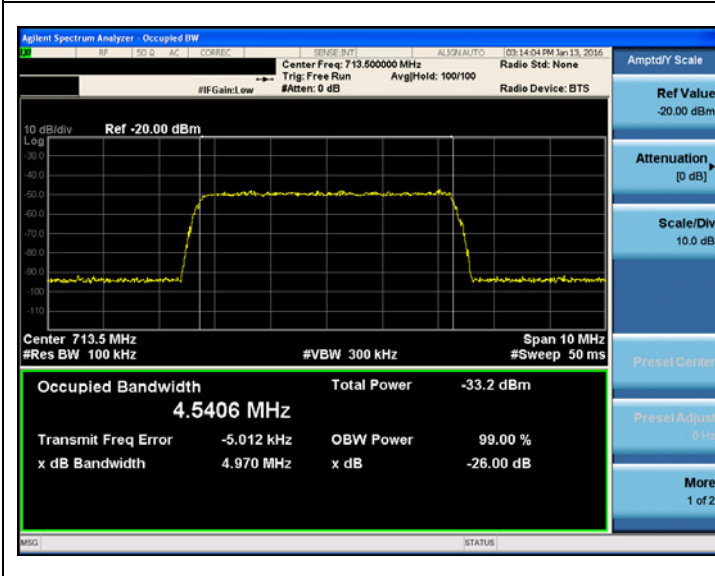 Agilent Spectrum Analyzer - Occupied BW
RF 50 Ω AC CORREC SENSE:INT ALIGN AUTO 03:14:04 PM Jan 13, 2016
Center Freq: 713.500000 MHz Radio Std: None
Trig: Free Run Avg|Hold: 100/100
#IFGain:Low #Atten: 0 dB Radio Device: BTS
10 dB/div Ref -20.00 dBm
Log
-30.0
-40.0
-50.0
-60.0
-70.0
-80.0
-90.0
-100
-110
Center 713.5 MHz Span 10 MHz
#Res BW 100 kHz #VBW 300 kHz #Sweep 50 ms
Occupied Bandwidth Total Power -33.2 dBm
4.5406 MHz
Transmit Freq Error -5.012 kHz OBW Power 99.00 %
x dB Bandwidth 4.970 MHz x dB -26.00 dB
MSG STATUS
Amptd/Y Scale
Ref Value
-20.00 dBm
Attenuation
[0 dB]
Scale/Div
10.0 dB
Presel Center
Presel Adjust
0 Hz
More
1 of 2